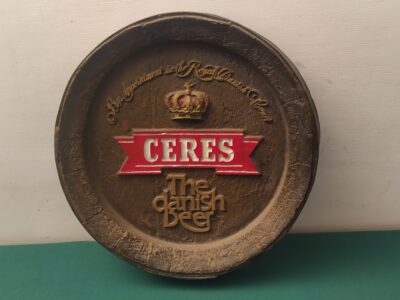 By Appointment to the Royal Danish Court
CERES
The
danish
beer